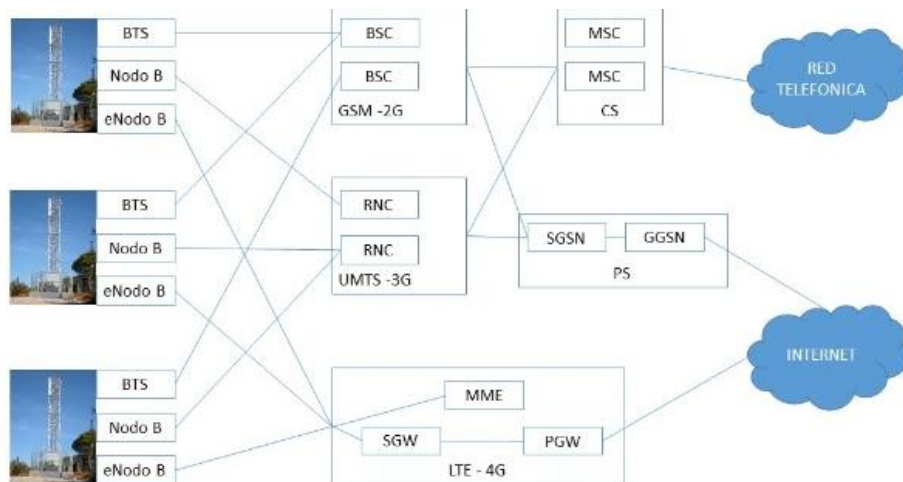 BTS
Nodo B
eNodo B
BSC
BSC
GSM -2G
MSC
MSC
CS
RED
TELEFONICA
BTS
Nodo B
eNodo B
RNC
RNC
UMTS -3G
SGSN
GGSN
PS
INTERNET
BTS
Nodo B
eNodo B
MME
SGW
PGW
LTE - 4G